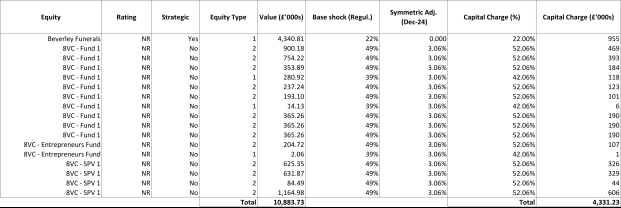 Equity Rating Strategic Equity Type Value (£'000s) Base shock (Regul.) Symmetric Adj. (Dec-24) Capital Charge (%) Capital Charge (£'000s)
Beverley Funerals NR Yes 1 4,340.81 22% 0.000 22.00% 955
8VC - Fund 1 NR No 2 900.18 49% 3.06% 52.06% 469
8VC - Fund 1 NR No 2 754.22 49% 3.06% 52.06% 393
8VC - Fund 1 NR No 2 353.89 49% 3.06% 52.06% 184
8VC - Fund 1 NR No 1 280.92 39% 3.06% 42.06% 118
8VC - Fund 1 NR No 2 237.24 49% 3.06% 52.06% 123
8VC - Fund 1 NR No 2 193.10 49% 3.06% 52.06% 101
8VC - Fund 1 NR No 1 14.13 39% 3.06% 42.06% 6
8VC - Fund 1 NR No 2 365.26 49% 3.06% 52.06% 190
8VC - Fund 1 NR No 2 365.26 49% 3.06% 52.06% 190
8VC - Fund 1 NR No 2 365.26 49% 3.06% 52.06% 190
8VC - Entrepreneurs Fund NR No 2 204.72 49% 3.06% 52.06% 107
8VC - Entrepreneurs Fund NR No 1 2.06 39% 3.06% 42.06% 1
8VC - SPV 1 NR No 2 625.35 49% 3.06% 52.06% 326
8VC - SPV 1 NR No 2 631.87 49% 3.06% 52.06% 329
8VC - SPV 1 NR No 2 84.49 49% 3.06% 52.06% 44
8VC - SPV 1 NR No 2 1,164.98 49% 3.06% 52.06% 606
Total 10,883.73 Total 4,331.23